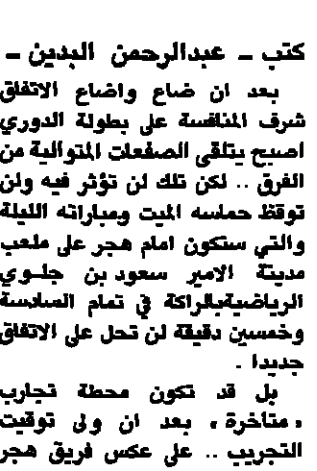 كتب ـ عبدالرحمن البدين ـ
بعد ان ضاع واضاع الاتفاق
شرف المنافسة على بطولة الدوري
اصبح يتلقى الصفعات المتوالية من
الفرق .. لكن تلك لن تؤثر فيه ولن
توقظ حماسه الميت ومباراته الليلة
والتي ستكون امام هجر على ملعب
مدينة الامير سعود بن جلـوي
الرياضيةبالراكة في تمام السادسة
وخمسين دقيقة لن تحل على الاتفاق
جديدا .
بل قد تكون محطة تجارب
« متاخرة » بعد ان ولى توقيت
التجريب .. على عكس فريق هجر